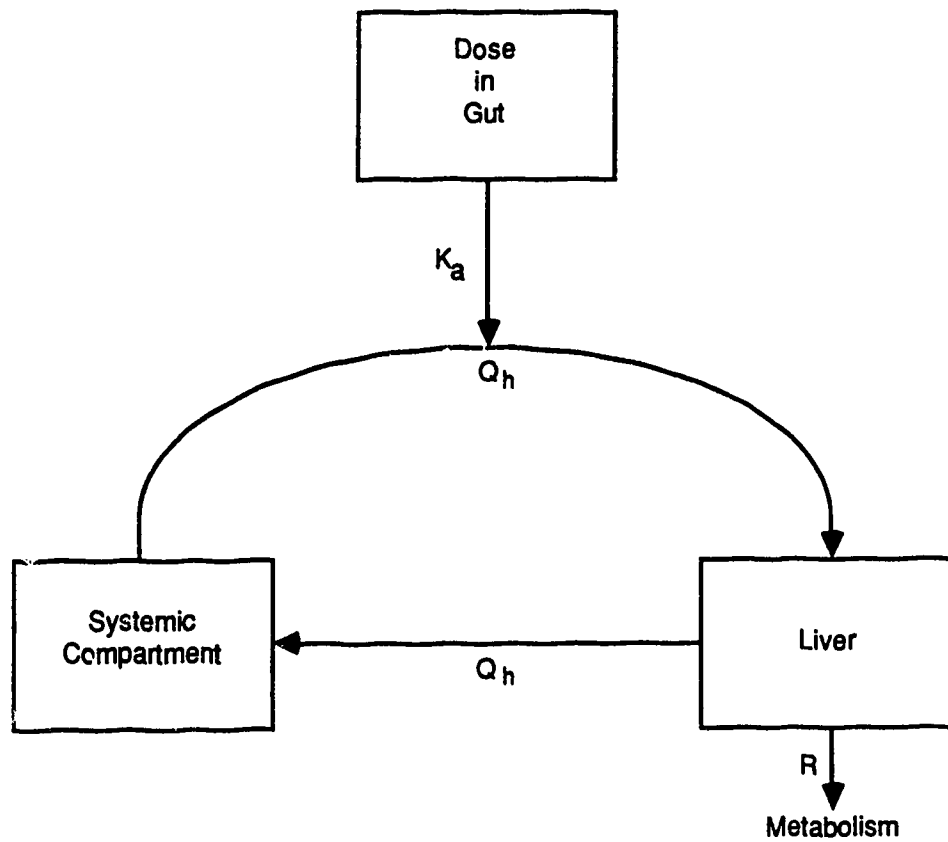 Dose
in
Gut
Ka
Qh
Systemic
Compartment
Qh
Liver
R
Metabolism